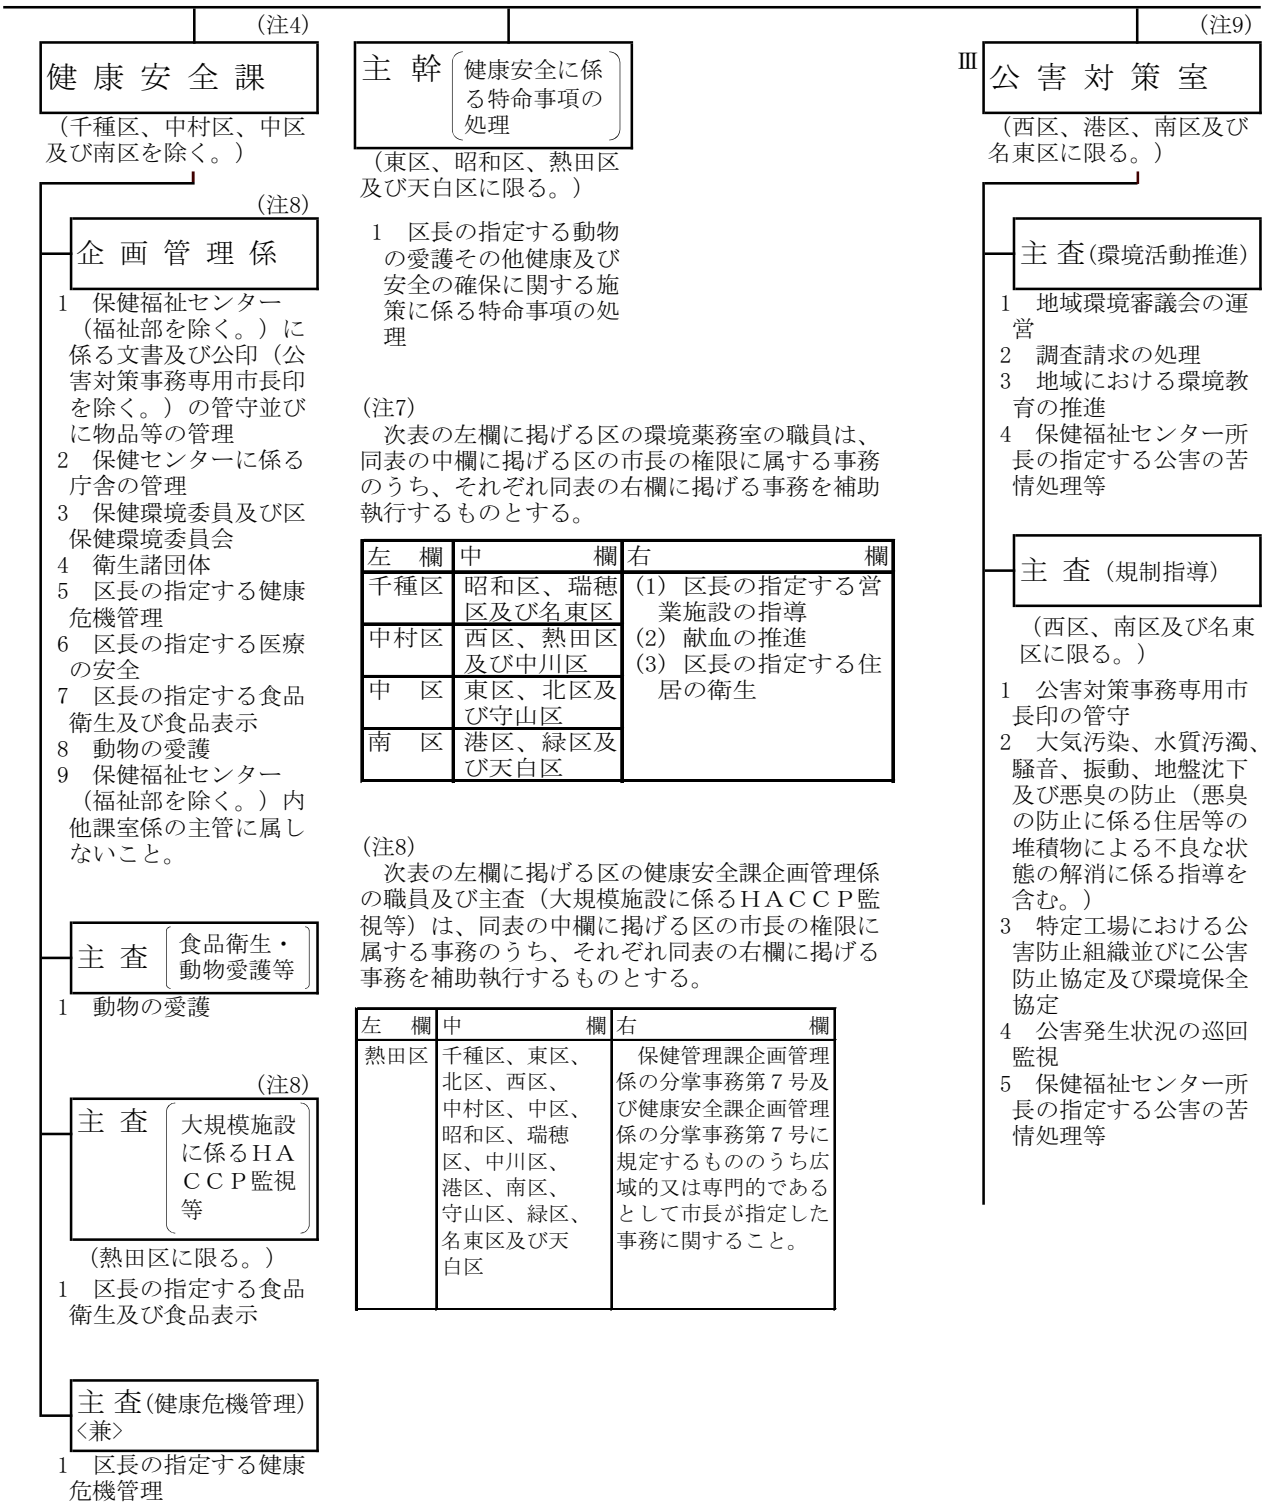 (注4)
健康安全課
（千種区、中村区、中区
及び南区を除く。）
(注8)
企画管理係
1　保健福祉センター
（福祉部を除く。）に
係る文書及び公印（公
害対策事務専用市長印
を除く。）の管守並び
に物品等の管理
2　保健センターに係る
庁舎の管理
3　保健環境委員及び区
保健環境委員会
4　衛生諸団体
5　区長の指定する健康
危機管理
6　区長の指定する医療
の安全
7　区長の指定する食品
衛生及び食品表示
8　動物の愛護
9　保健福祉センター
（福祉部を除く。）内
他課室係の主管に属し
ないこと。
主査
食品衛生・
動物愛護等
1　動物の愛護
(注8)
主査
大規模施設
に係るＨＡ
ＣＣＰ監視
等
（熱田区に限る。）
1　区長の指定する食品
衛生及び食品表示
主査(健康危機管理)
<兼>
1　区長の指定する健康
危機管理
主幹
健康安全に係
る特命事項の
処理
（東区、昭和区、熱田区
及び天白区に限る。）
1　区長の指定する動物
の愛護その他健康及び
安全の確保に関する施
策に係る特命事項の処
理
(注7)
次表の左欄に掲げる区の環境薬務室の職員は、
同表の中欄に掲げる区の市長の権限に属する事務
のうち、それぞれ同表の右欄に掲げる事務を補助
執行するものとする。
左　欄　中　欄　右　欄
千種区　昭和区、瑞穂
区及び名東区
中村区　西区、熱田区
及び中川区
中　区　東区、北区及
び守山区
南　区　港区、緑区及
び天白区
(1) 区長の指定する営
業施設の指導
(2) 献血の推進
(3) 区長の指定する住
居の衛生
(注8)
次表の左欄に掲げる区の健康安全課企画管理係
の職員及び主査（大規模施設に係るＨＡＣＣＰ監
視等）は、同表の中欄に掲げる区の市長の権限に
属する事務のうち、それぞれ同表の右欄に掲げる
事務を補助執行するものとする。
左　欄　中　欄　右　欄
熱田区
千種区、東区、
北区、西区、
中村区、中区、
昭和区、瑞穂
区、中川区、
港区、南区、
守山区、緑区、
名東区及び天
白区
保健管理課企画管理
係の分掌事務第７号及
び健康安全課企画管理
係の分掌事務第７号に
規定するもののうち広
域的又は専門的である
として市長が指定した
事務に関すること。
(注9)
Ⅲ
公害対策室
（西区、港区、南区及び
名東区に限る。）
主査(環境活動推進)
1　地域環境審議会の運
営
2　調査請求の処理
3　地域における環境教
育の推進
4　保健福祉センター所
長の指定する公害の苦
情処理等
主査（規制指導）
（西区、南区及び名東
区に限る。）
1　公害対策事務専用市
長印の管守
2　大気汚染、水質汚濁、
騒音、振動、地盤沈下
及び悪臭の防止（悪臭
の防止に係る住居等の
堆積物による不良な状
態の解消に係る指導を
含む。）
3　特定工場における公
害防止組織並びに公害
防止協定及び環境保全
協定
4　公害発生状況の巡回
監視
5　保健福祉センター所
長の指定する公害の苦
情処理等